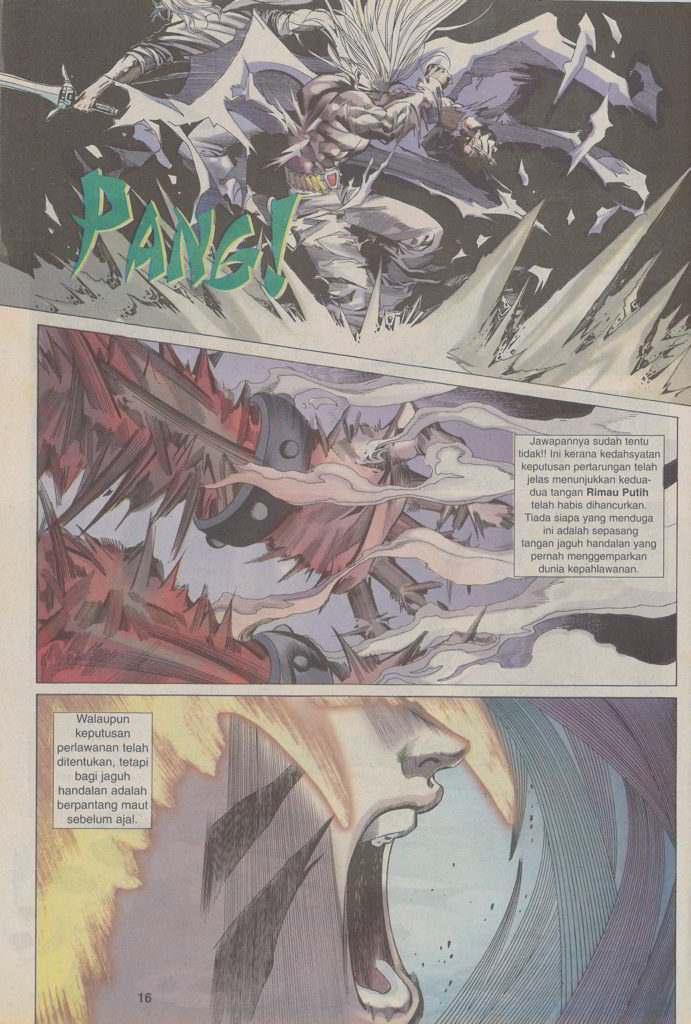 PANG!
Jawapannya sudah tentu
tidak!! Ini kerana kedahsyatan
keputusan pertarungan telah
jelas menunjukkan kedua-
dua tangan Rimau Putih
telah habis dihancurkan.
Tiada siapa yang menduga
ini adalah sepasang
tangan jaguh handalan yang
pernah menggemparkan
dunia kepahlawanan.
Walaupun
keputusan
perlawanan telah
ditentukan, tetapi
bagi jaguh
handalan adalah
berpantang maut
sebelum ajal.
16